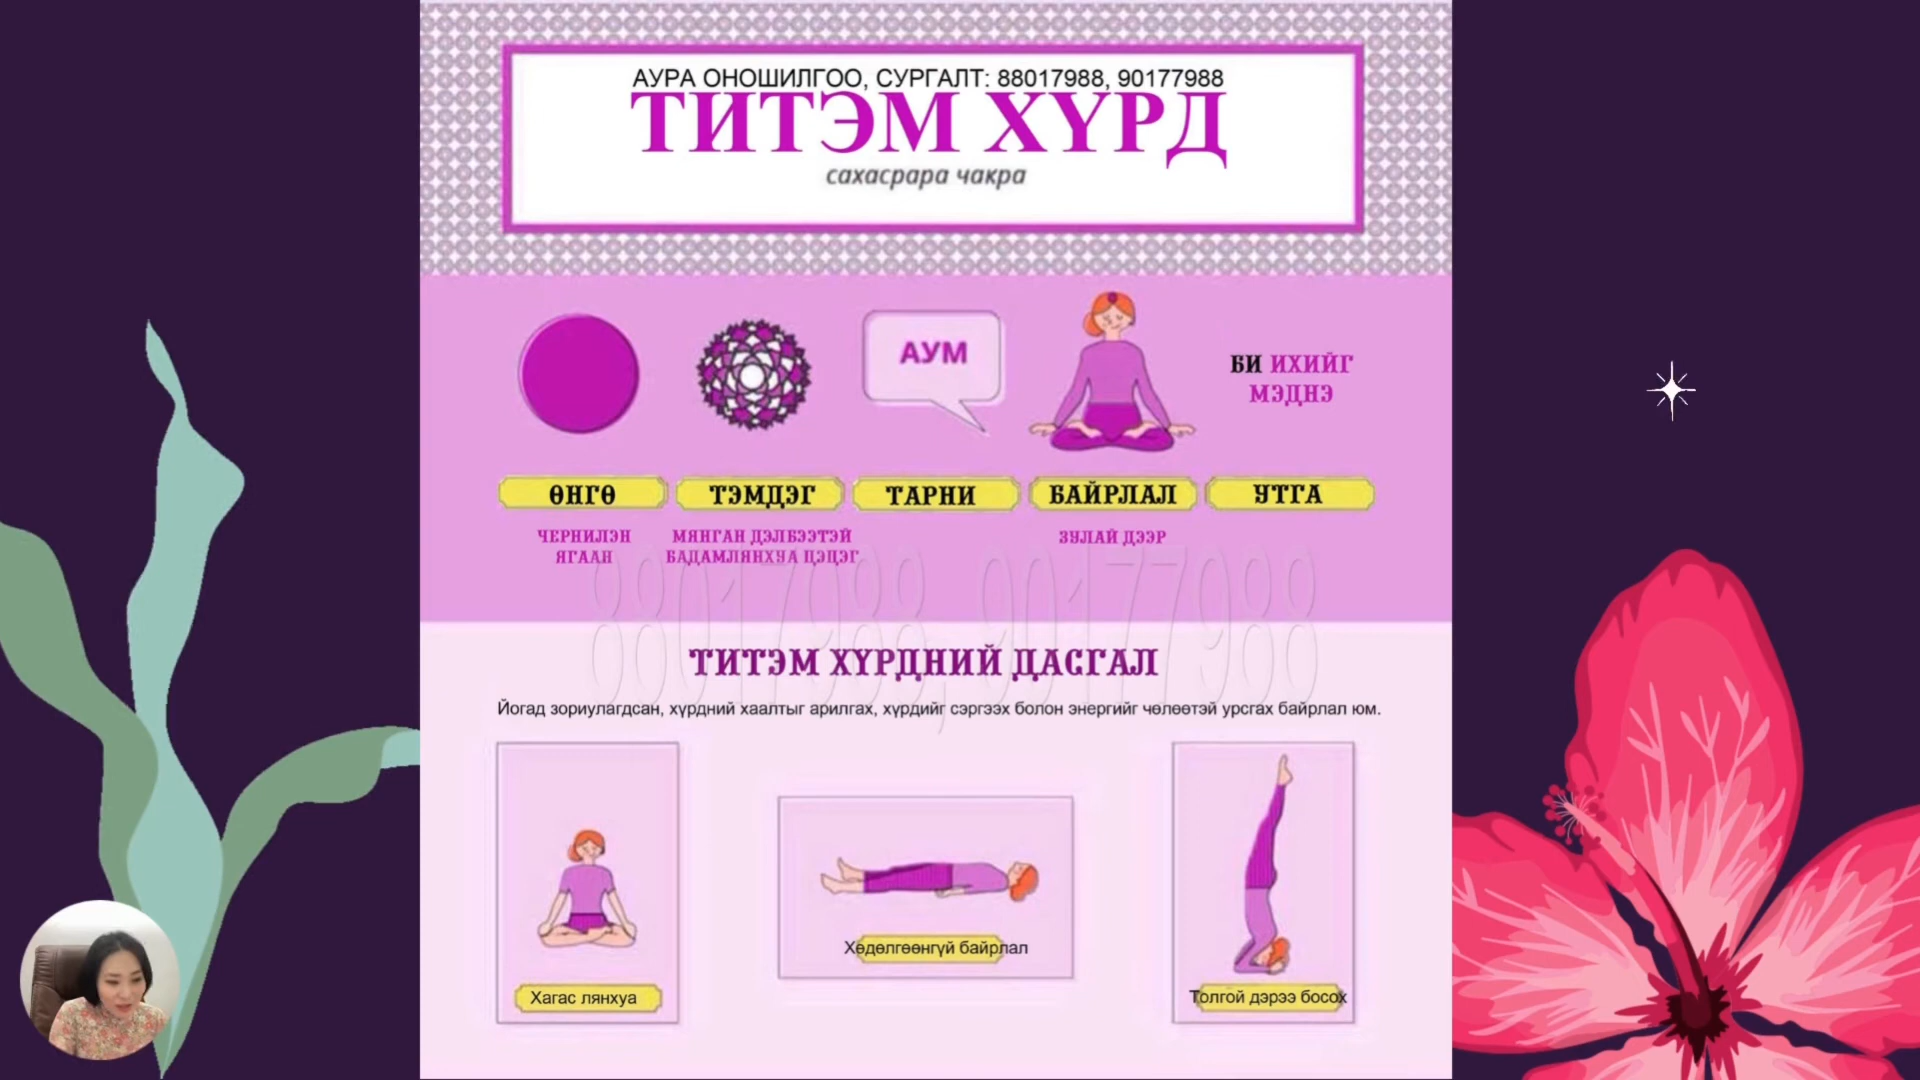 АУРА ОНОШИЛГОО, СУРГАЛТ: 88017988, 90177988
ТИТЭМ ХҮРД
сахасрара чакра
АУМ
БИ ИХИЙГ
МЭДНЭ
ӨНГӨ
ТЭМДЭГ
ТАРНИ
БАЙРЛАЛ
УТГА
ЧЕРНИЛЭН
ЯГААН
МЯНГАН ДЭЛБЭЭТЭЙ
БАДАМЛЯНХУА ЦЭЦЭГ
ЗУЛАЙ ДЭЭР
88017988, 90177988
ТИТЭМ ХҮРДНИЙ ДАСГАЛ
Йогад зориулагдсан, хүрдний хаалтыг арилгах, хүрдийг сэргээх болон энергийг чөлөөтэй урсгах байрлал юм.
Хагас лянхуа
Хөдөлгөөнгүй байрлал
Толгой дэрээ босох